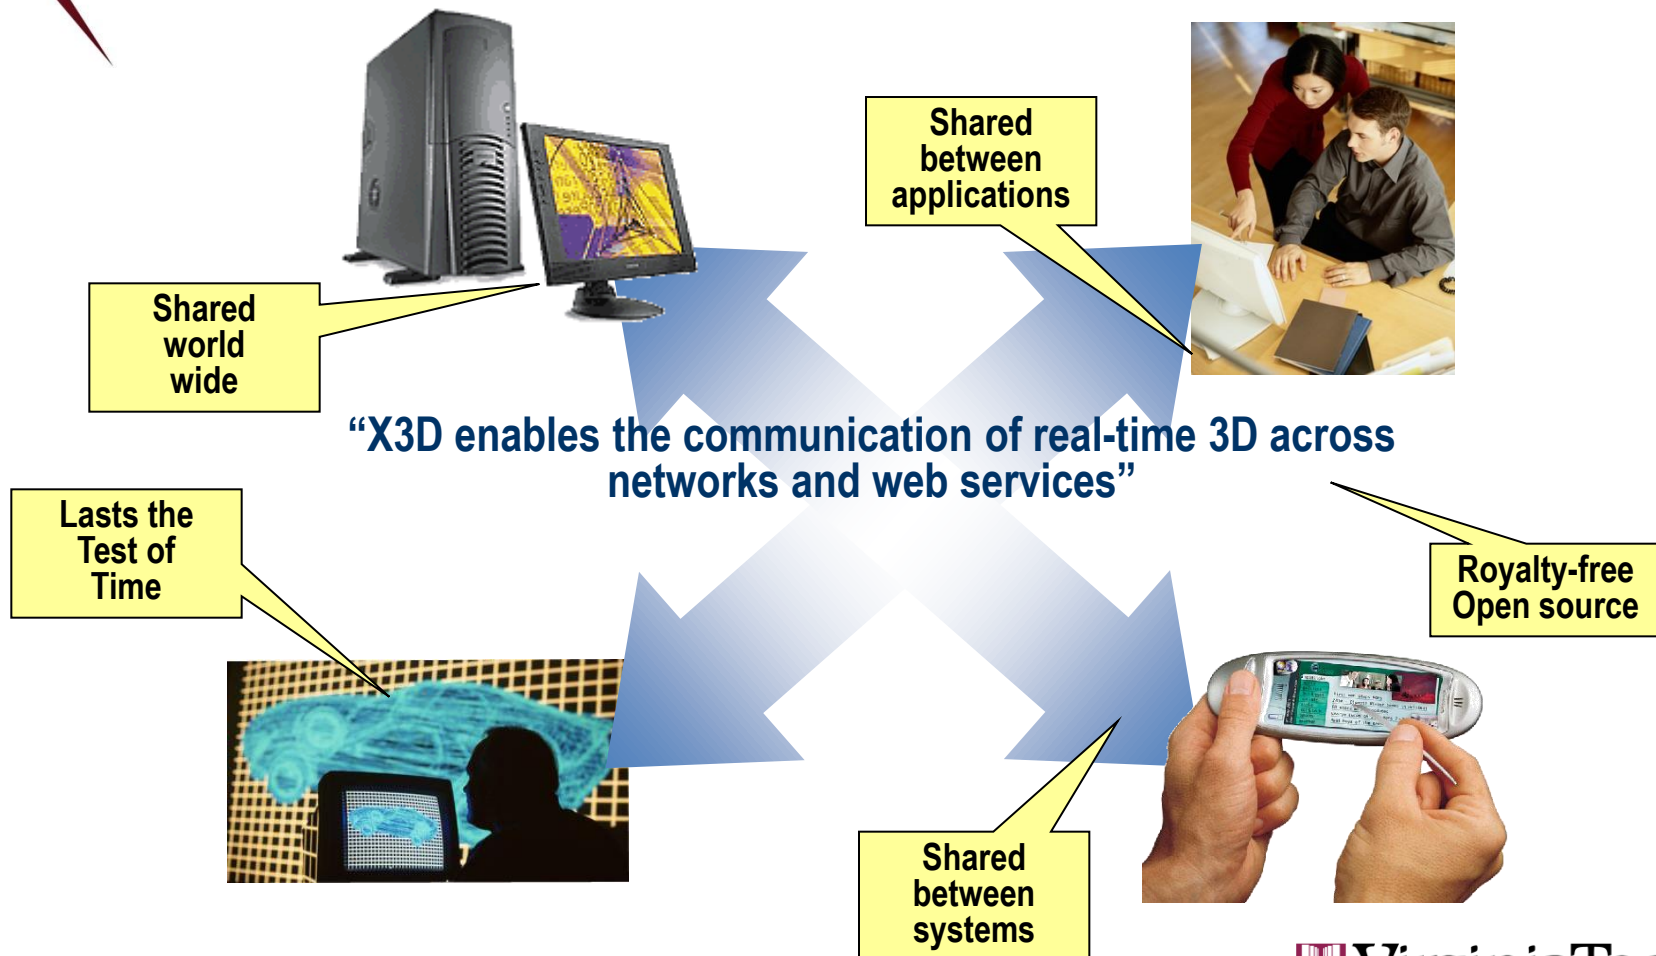 Shared
between
applications
Shared
world
wide
“X3D enables the communication of real-time 3D across
networks and web services”
Lasts the
Test of
Time
Royalty-free
Open source
Shared
between
systems